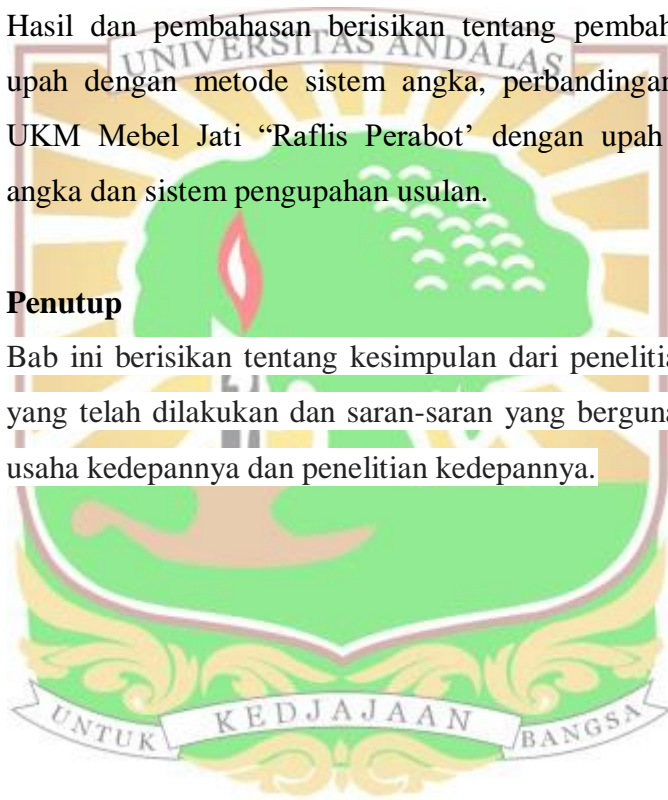 Hasil dan pembahasan berisikan tentang pembah
UNIVERSITAS ANDALAS
upah dengan metode sistem angka, perbandingan
UKM Mebel Jati “Raflis Perabot’ dengan upah
angka dan sistem pengupahan usulan.
Penutup
Bab ini berisikan tentang kesimpulan dari penelitia
yang telah dilakukan dan saran-saran yang berguna
usaha kedepannya dan penelitian kedepannya.
UNTUK KEDJAJAAN BANGSA